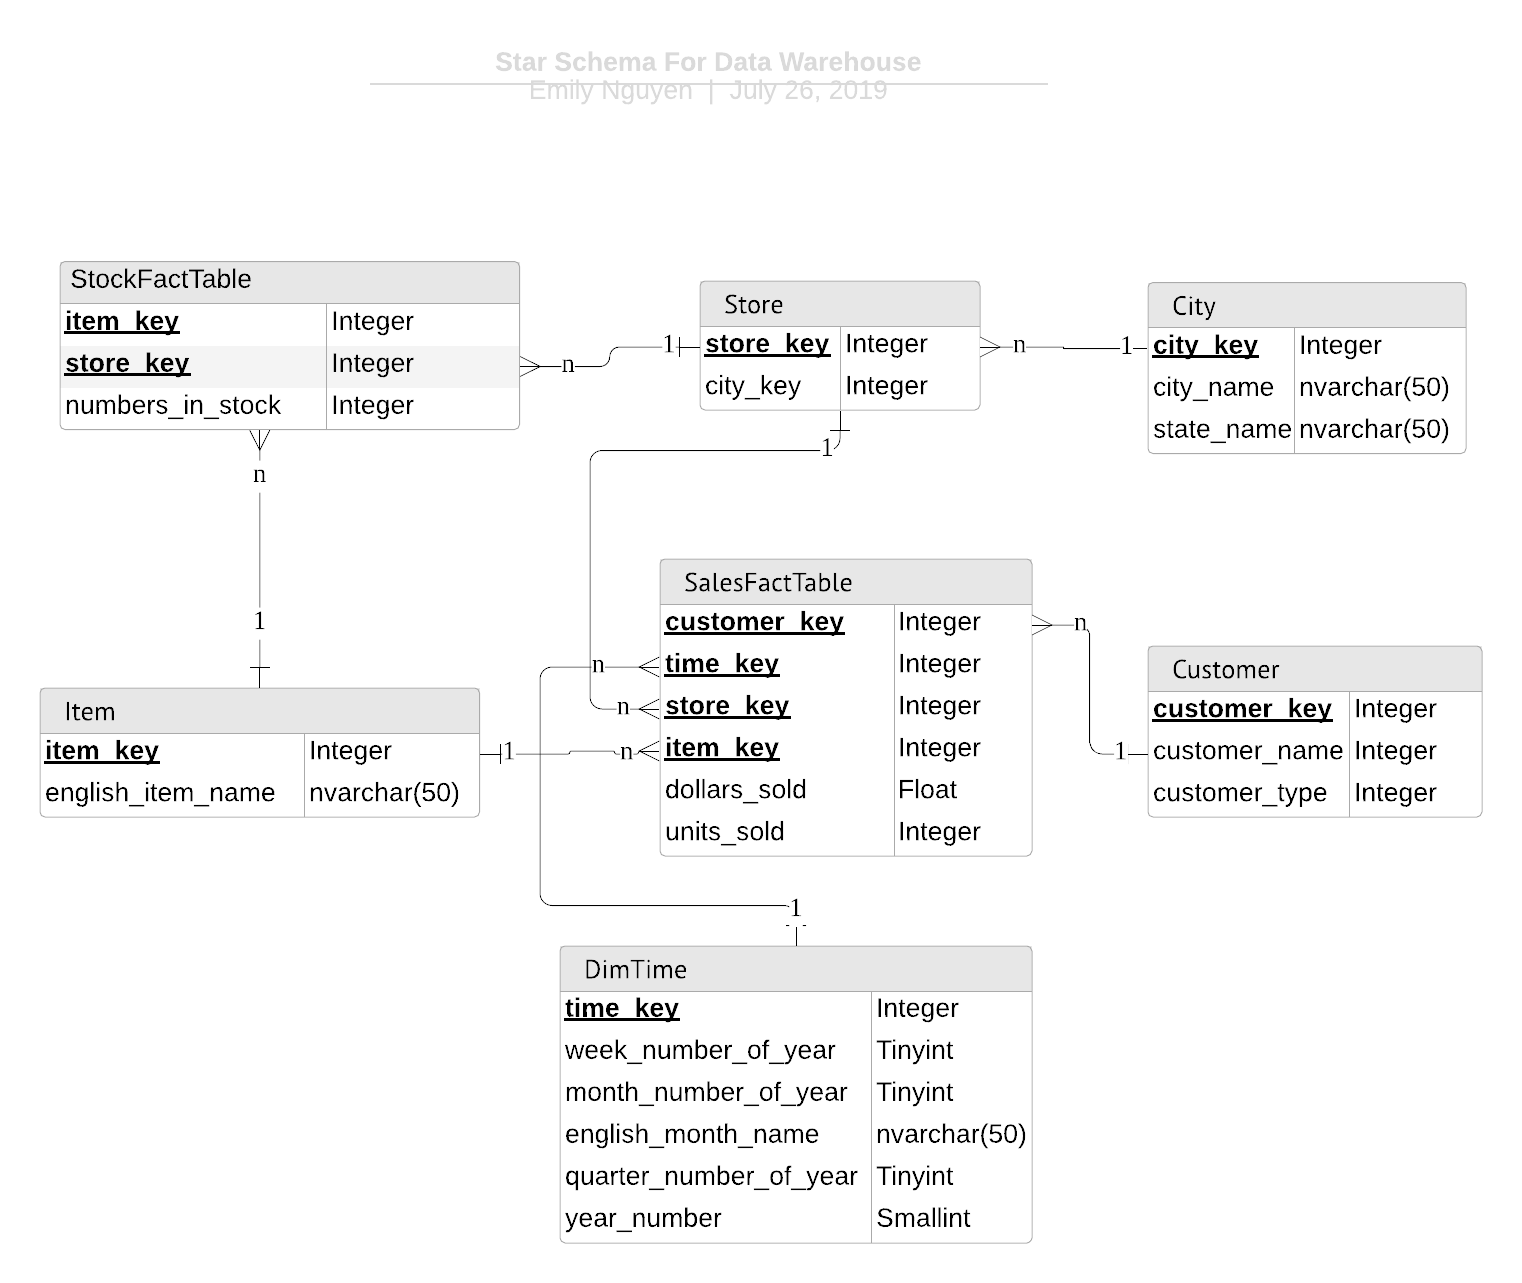 Star Schema For Data Warehouse
Emily Nguyen | July 26, 2019
StockFactTable
item_key Integer
store_key Integer
numbers_in_stock Integer
n
1
Store
store_key Integer
city_key Integer
n
1
City
city_key Integer
city_name nvarchar(50)
state_name nvarchar(50)
1
n
1
SalesFactTable
customer_key Integer
time_key Integer
store_key Integer
item_key Integer
dollars_sold Float
units_sold Integer
n
n
n
n
1
Customer
customer_key Integer
customer_name Integer
customer_type Integer
Item
item_key Integer
english_item_name nvarchar(50)
1
1
DimTime
time_key Integer
week_number_of_year Tinyint
month_number_of_year Tinyint
english_month_name nvarchar(50)
quarter_number_of_year Tinyint
year_number Smallint